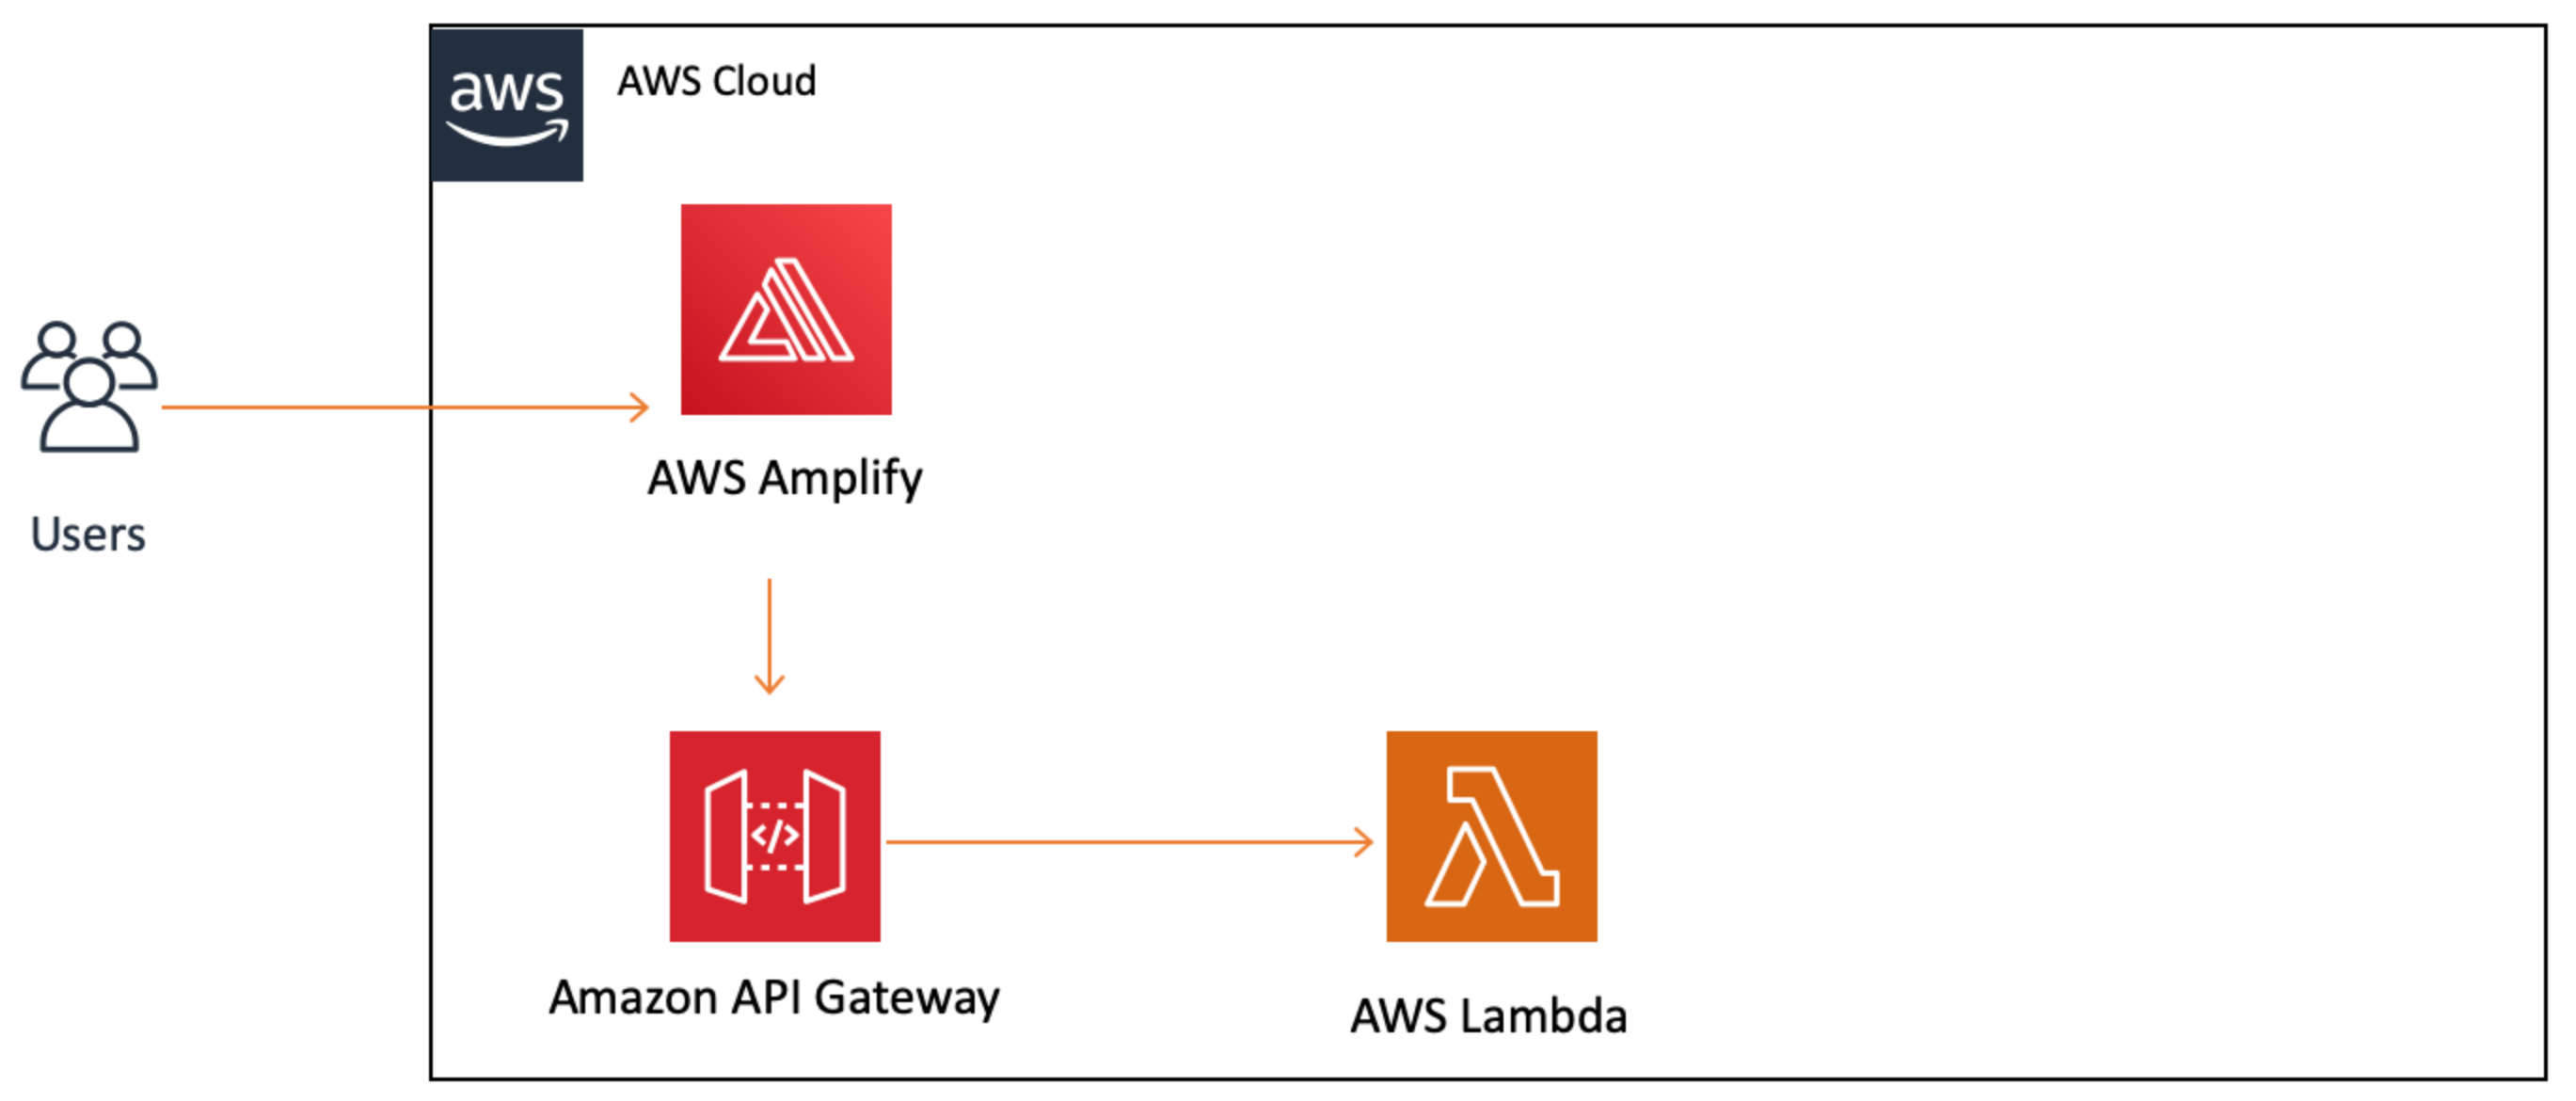 aws
AWS Cloud
AWS Amplify
Users
</>
Amazon API Gateway
AWS Lambda